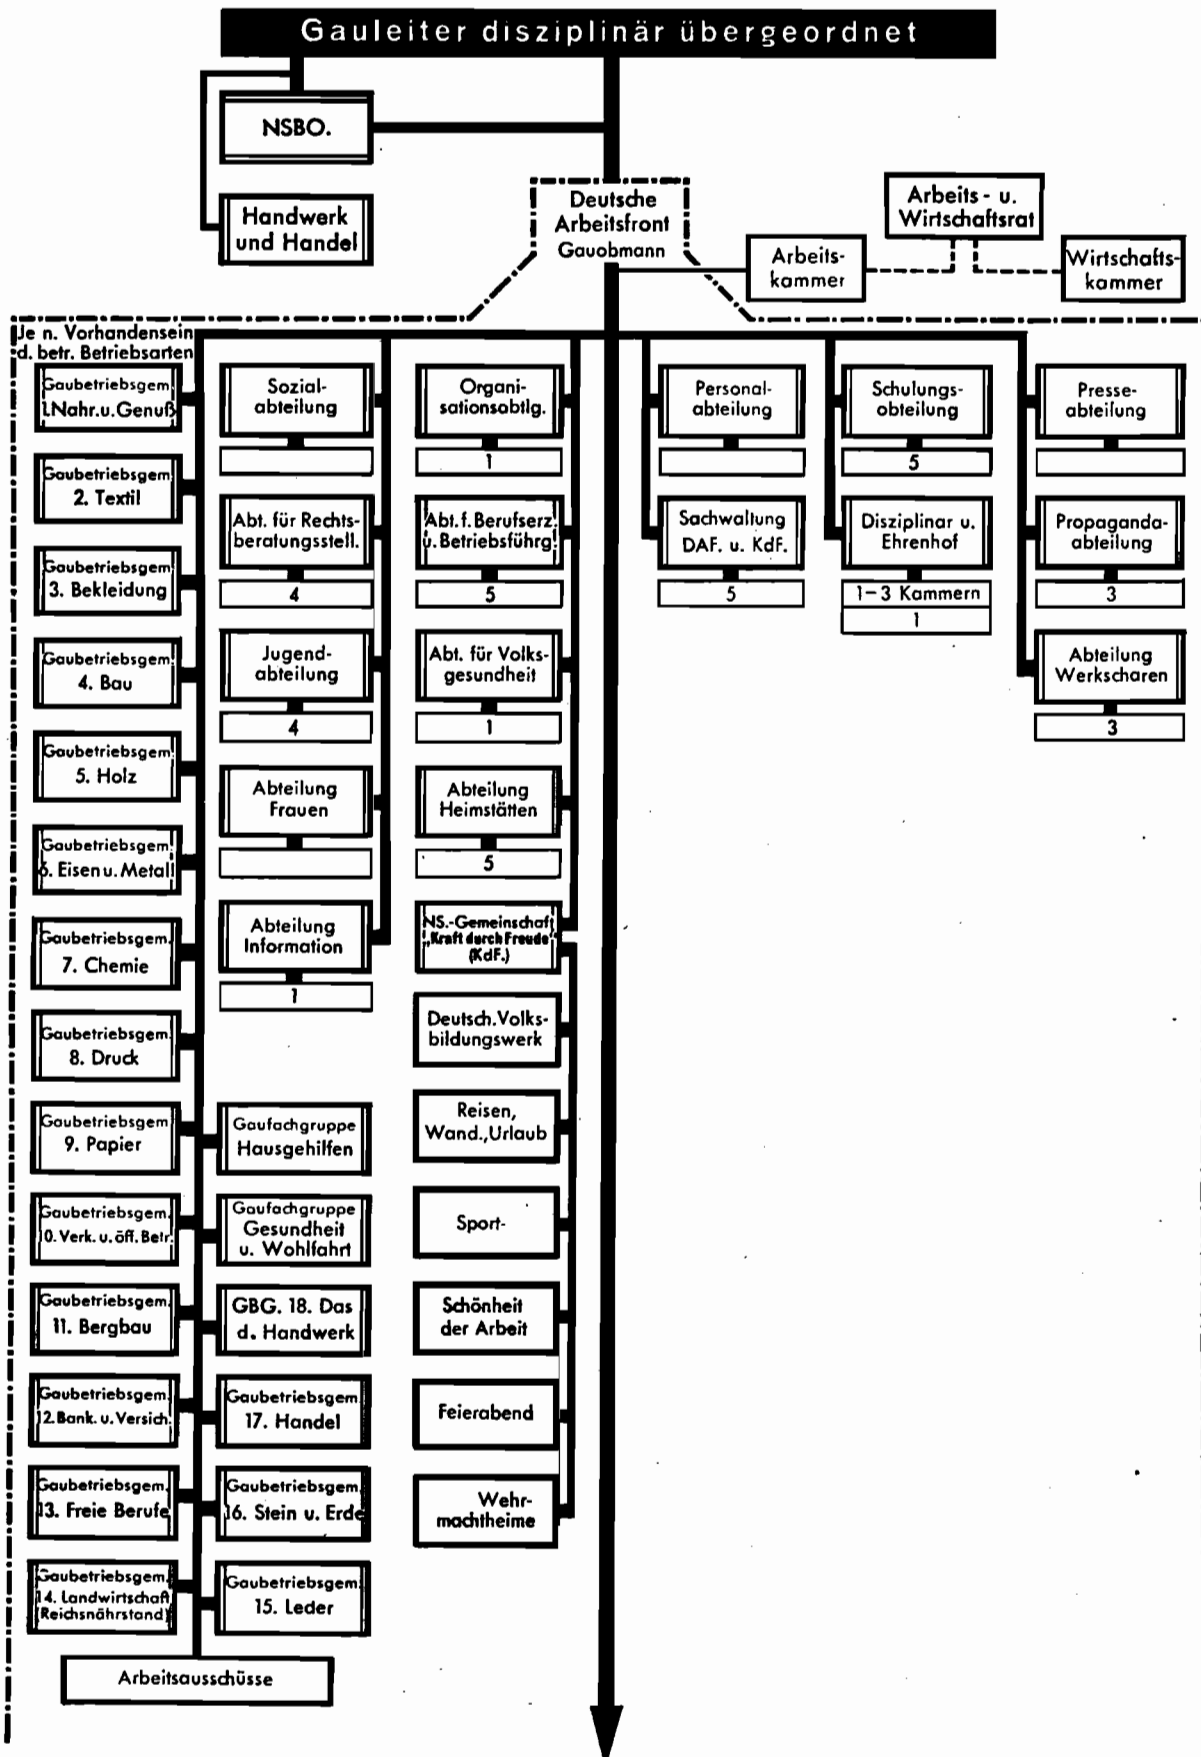 Gauleiter disziplinär übergeordnet
NSBO.
Handwerk
und Handel
Deutsche
Arbeitsfront
Gauobmann
Arbeits- u.
Wirtschaftsrat
Arbeits-
kammer
Wirtschafts-
kammer
Je n. Vorhandensein
d. betr. Betriebsarten
Gaubetriebsgem.
1.Nahr.u.Genuß
Gaubetriebsgem.
2. Textil
Gaubetriebsgem.
3. Bekleidung
Gaubetriebsgem.
4. Bau
Gaubetriebsgem.
5. Holz
Gaubetriebsgem.
6. Eisen u. Metall
Gaubetriebsgem.
7. Chemie
Gaubetriebsgem.
8. Druck
Gaubetriebsgem.
9. Papier
Gaubetriebsgem.
10. Verk. u. öff. Betr.
Gaubetriebsgem.
11. Bergbau
Gaubetriebsgem.
12. Bank. u. Versich.
Gaubetriebsgem.
13. Freie Berufe
Gaubetriebsgem.
14. Landwirtschaft
(Reichsnährstand)
Sozial-
abteilung
Abt. für Rechts-
beratungsstell.
4
Jugend-
abteilung
4
Abteilung
Frauen
Abteilung
Information
1
Gaufachgruppe
Hausgehilfen
Gaufachgruppe
Gesundheit
u. Wohlfahrt
GBG. 18. Das
d. Handwerk
Gaubetriebsgem.
17. Handel
Gaubetriebsgem.
16. Stein u. Erde
Gaubetriebsgem.
15. Leder
Arbeitsausschüsse
Organi-
sationsabtlg.
1
Abt. f. Berufserz.
u. Betriebsführg.
5
Abt. für Volks-
gesundheit
1
Abteilung
Heimstätten
5
NS.-Gemeinschaft
„Kraft durch Freude"
(KdF.)
Deutsch. Volks-
bildungswerk
Reisen,
Wand., Urlaub
Sport-
Schönheit
der Arbeit
Feierabend
Wehr-
machtheime
Personal-
abteilung
Sachwaltung
DAF. u. KdF.
5
Schulungs-
abteilung
5
Disziplinar u.
Ehrenhof
1-3 Kammern
1
Presse-
abteilung
Propaganda-
abteilung
3
Abteilung
Werkscharen
3